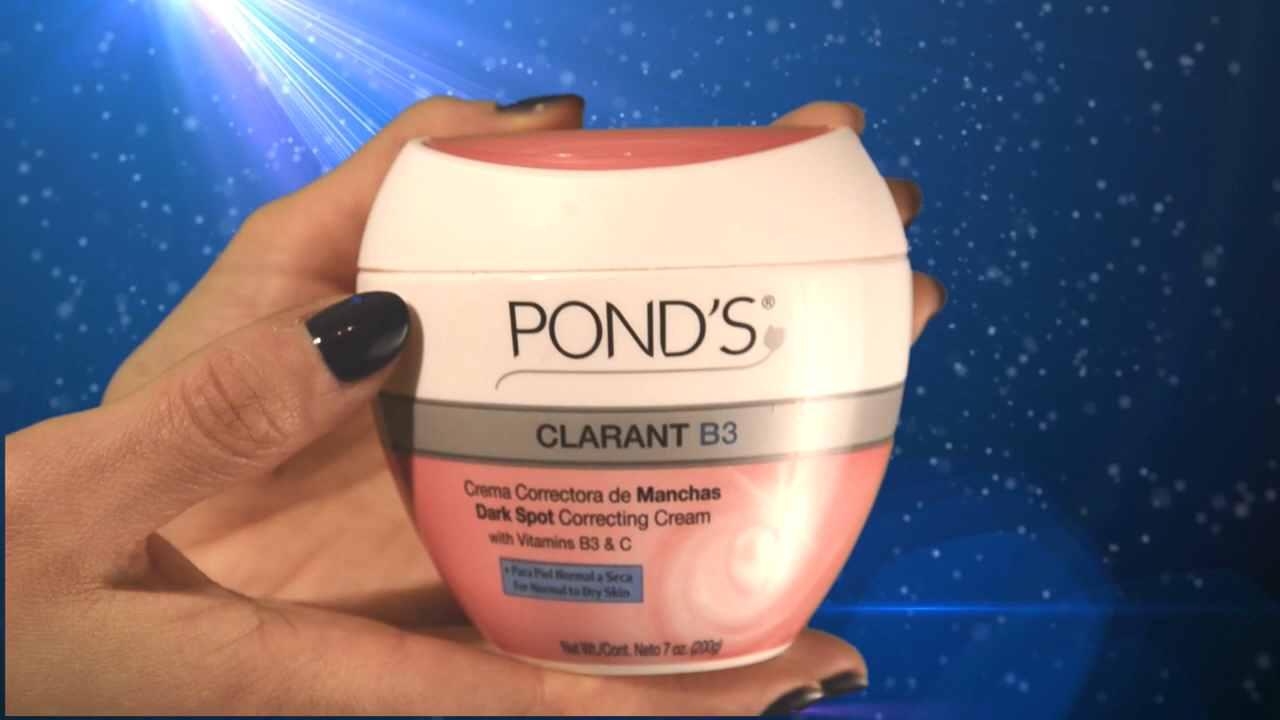 POND'S®
CLARANT B3
Crema Correctora de Manchas
Dark Spot Correcting Cream
with Vitamins B3 & C
• Para Piel Normal a Seca
For Normal to Dry Skin
Net Wt./Cont. Neto 7 oz. (200g)